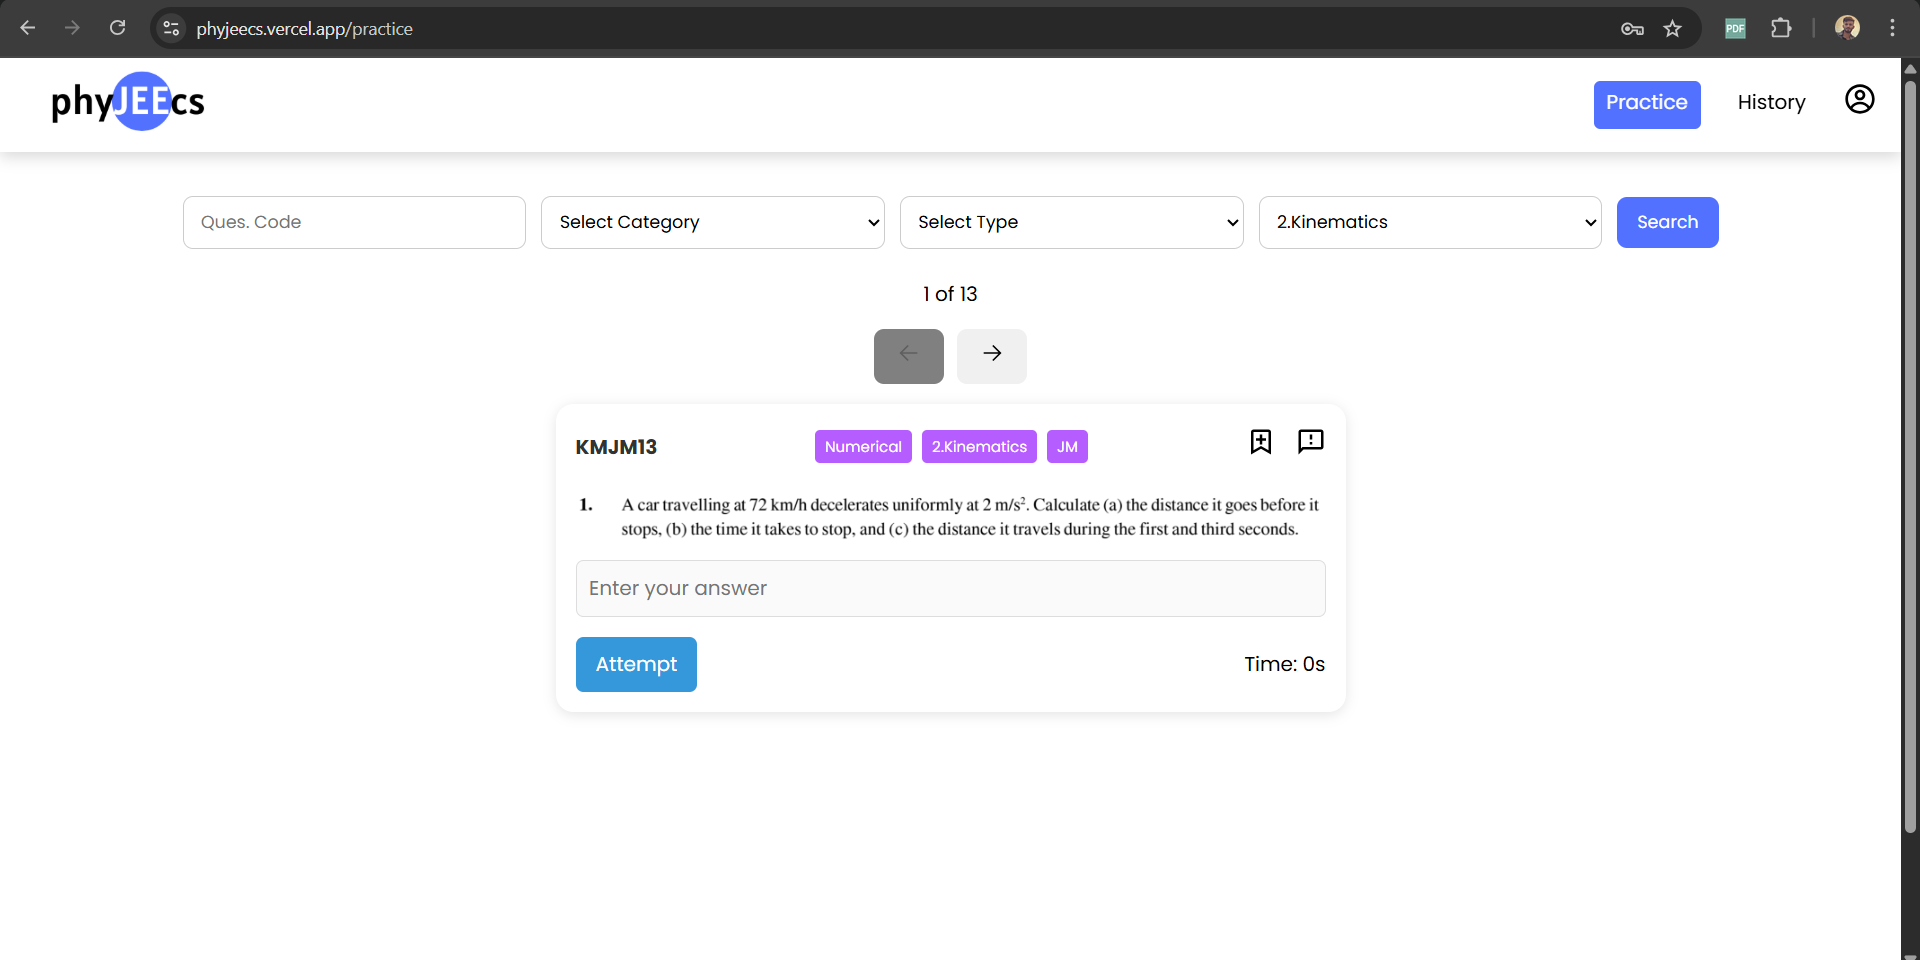 phyjeecs.vercel.app/practice
PDF
phyJEEcs
Practice
History
Ques. Code
Select Category
Select Type
2.Kinematics
Search
1 of 13
KMJM13
Numerical
2.Kinematics
JM
1. A car travelling at 72 km/h decelerates uniformly at 2 m/s². Calculate (a) the distance it goes before it
stops, (b) the time it takes to stop, and (c) the distance it travels during the first and third seconds.
Enter your answer
Attempt
Time: 0s